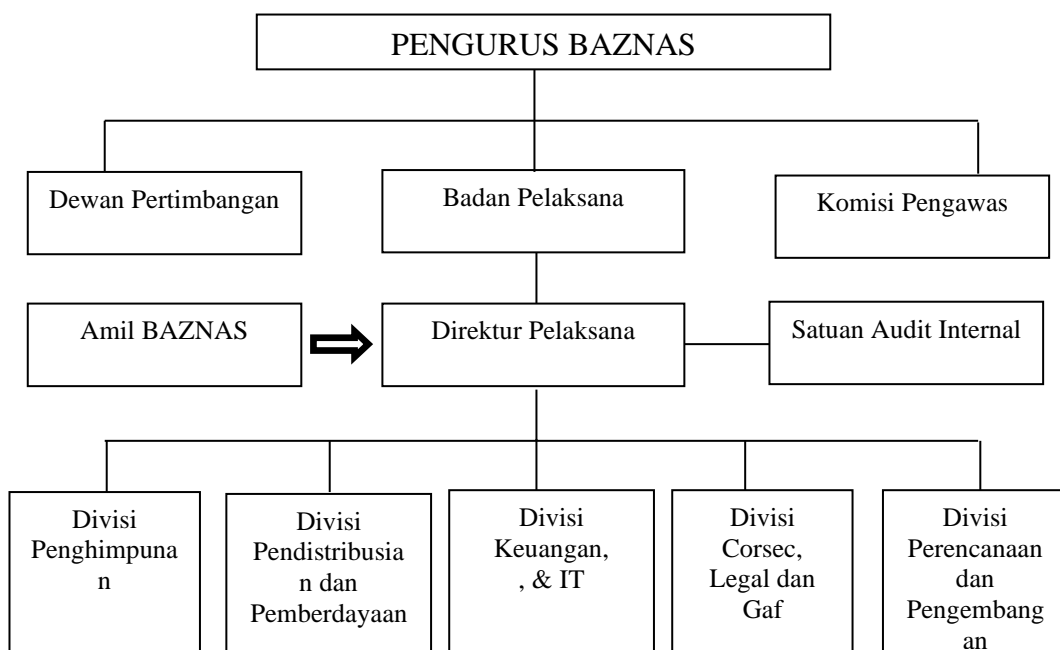 PENGURUS BAZNAS
Dewan Pertimbangan
Badan Pelaksana
Komisi Pengawas
Amil BAZNAS
Direktur Pelaksana
Satuan Audit Internal
Divisi
Penghimpuna
n
Divisi
Pendistribusia
n dan
Pemberdayaan
Divisi
Keuangan,
, & IT
Divisi
Corsec,
Legal dan
Gaf
Divisi
Perencanaan
dan
Pengembang
an